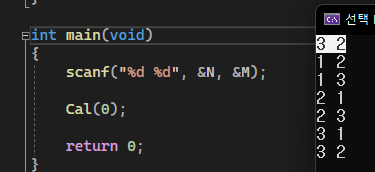 }
선택
int main(void)
3 2
{
1 2
scanf("%d %d", &N, &M);
1 3
2 1
Cal(0);
2 3
3 1
return 0;
3 2
}